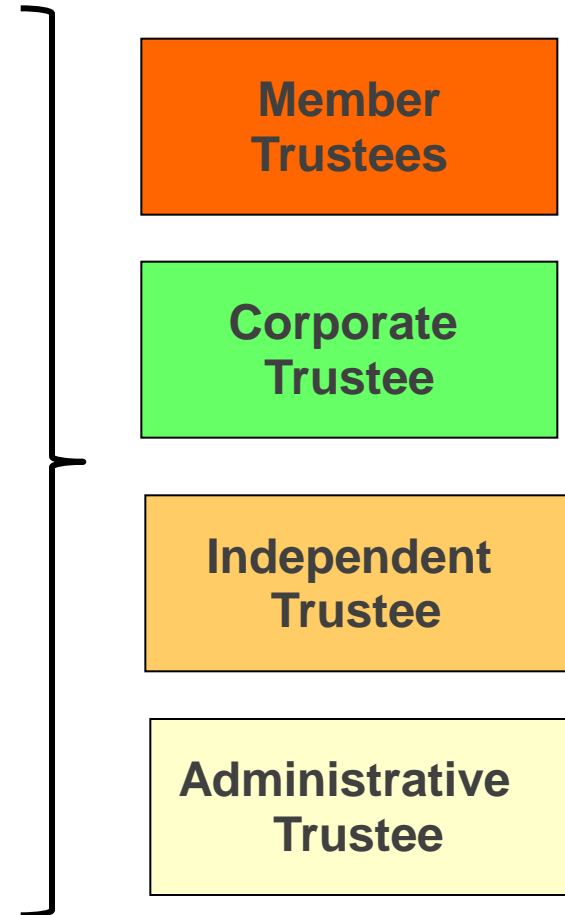 Member
Trustees
Corporate
Trustee
Independent
Trustee
Administrative
Trustee